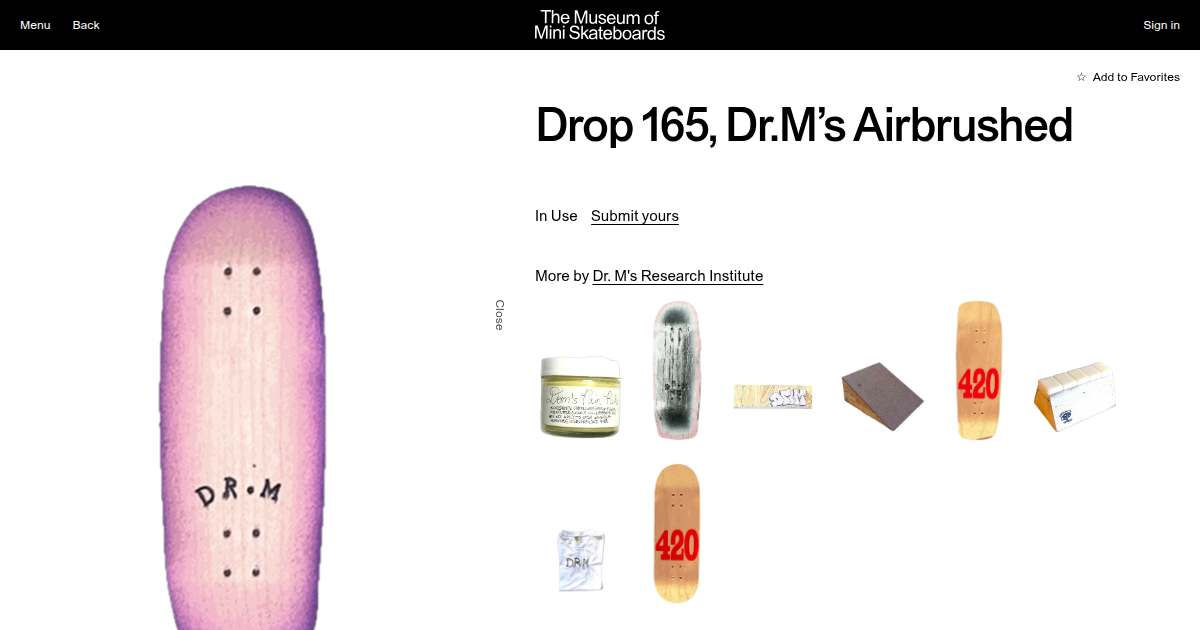 Menu
Back
The Museum of
Mini Skateboards
Sign in
☆ Add to Favorites
Drop 165, Dr.M’s Airbrushed
In Use Submit yours
More by Dr. M's Research Institute
Close
DR•M
420
DRM
420